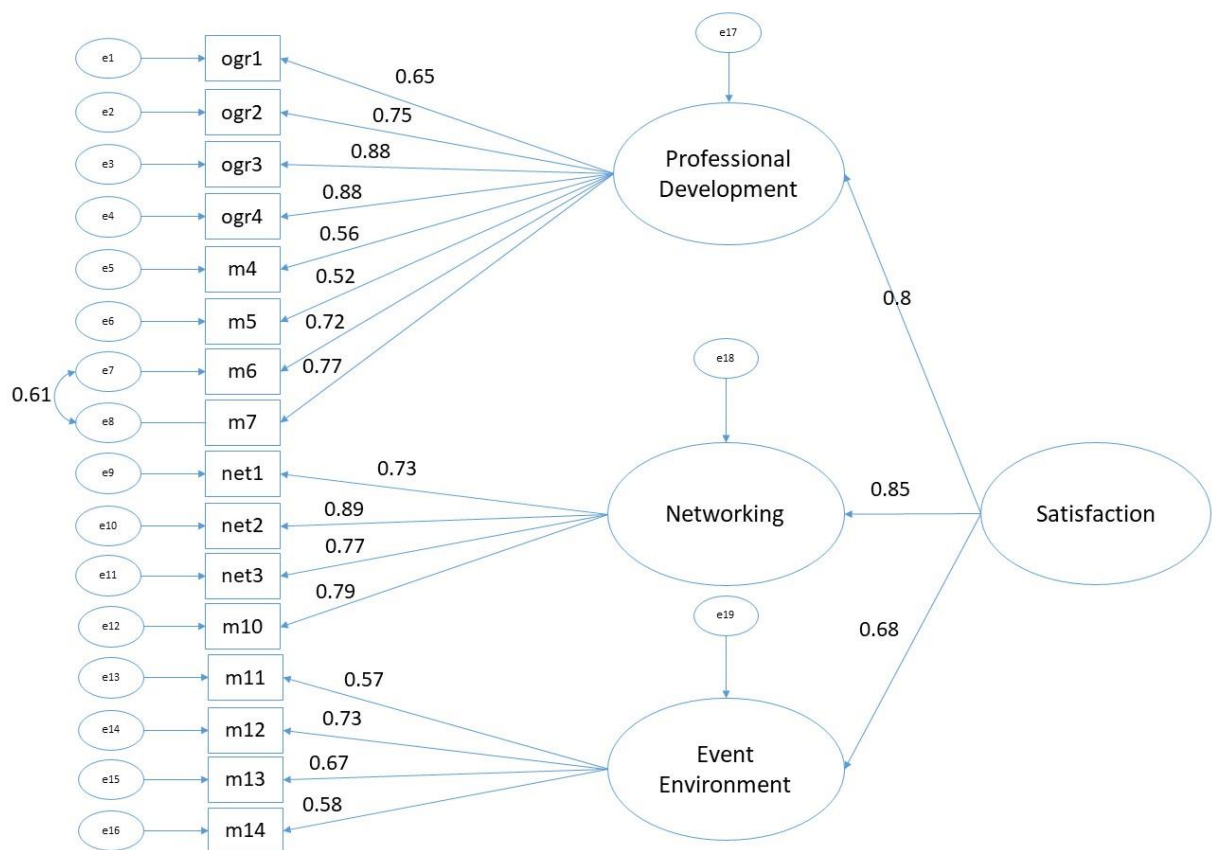 e17
e1
ogr1
0.65
e2
ogr2
0.75
e3
ogr3
0.88
Professional
Development
e4
ogr4
0.88
0.56
e5
m4
0.52
e6
m5
0.72
0.8
e7
m6
0.77
e18
0.61
e8
m7
e9
net1
0.73
0.89
0.85
e10
net2
Networking
Satisfaction
0.77
e11
net3
0.79
e12
m10
e19
0.68
e13
m11
0.57
e14
m12
0.73
0.67
Event
Environment
e15
m13
0.58
e16
m14